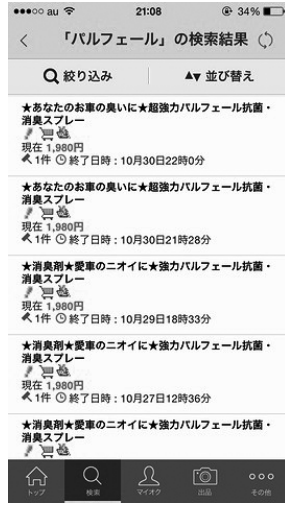 au 21:08 34%
「パルフェール」の検索結果
絞り込み 並び替え
★あなたのお車の臭いに★超強力パルフェール抗菌・
消臭スプレー
現在 1,980円
1件 終了日時：10月30日22時0分
★あなたのお車の臭いに★超強力パルフェール抗菌・
消臭スプレー
現在 1,980円
1件 終了日時：10月30日21時28分
★消臭剤★愛車のニオイに★強力パルフェール抗菌・
消臭スプレー
現在 1,980円
1件 終了日時：10月29日18時33分
★消臭剤★愛車のニオイに★強力パルフェール抗菌・
消臭スプレー
現在 1,980円
1件 終了日時：10月27日12時36分
★消臭剤★愛車のニオイに★強力パルフェール抗菌・
消臭スプレー
トップ 検索 マイオク 出品 その他